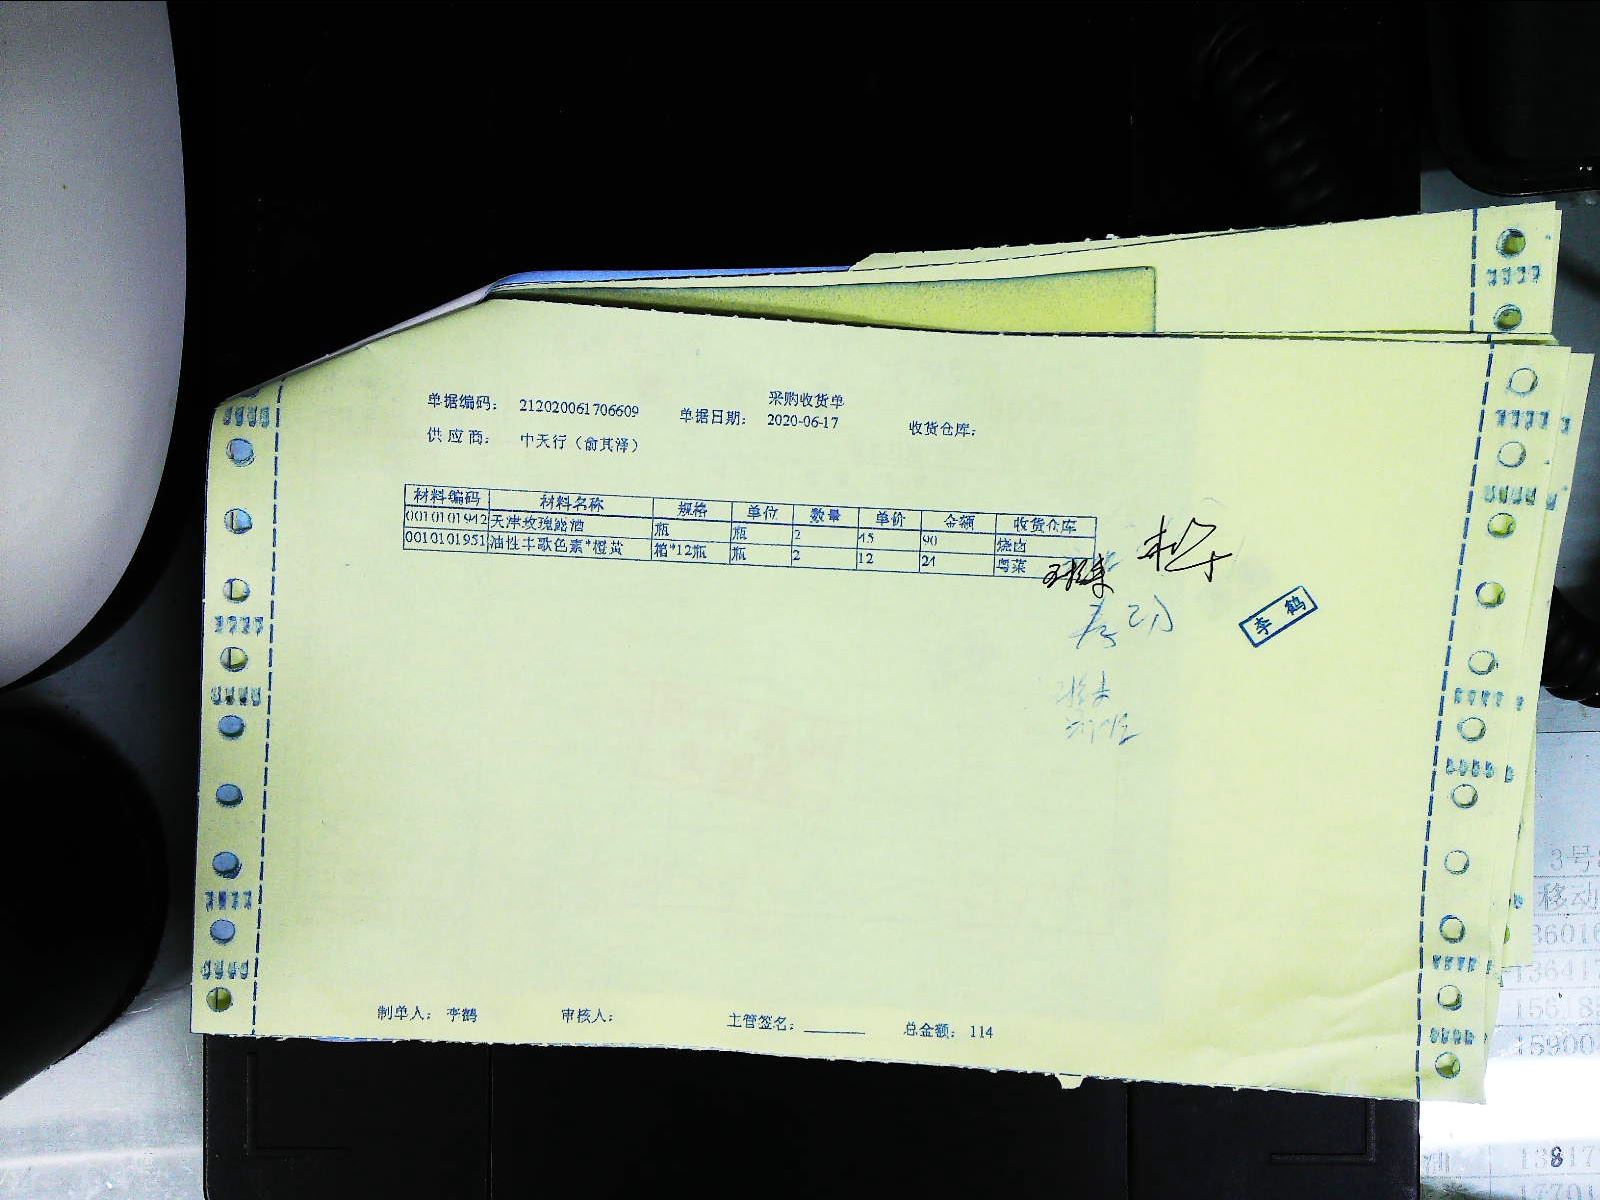 采购收货单
单据编码： 212020061706609 单据日期： 2020-06-17 收货仓库：
供 应 商： 中天行（俞其泽）
材料编码 材料名称 规格 单位 数量 单价 金额 收货仓库
0010101942 天津玫瑰露酒 瓶 瓶 2 45 90 烧卤
0010101951 油性丰歌色素*橙黄 箱*12瓶 瓶 2 12 24 粤菜
李鹤
制单人： 李鹤 审核人： 主管签名： 总金额： 114
3号
移动